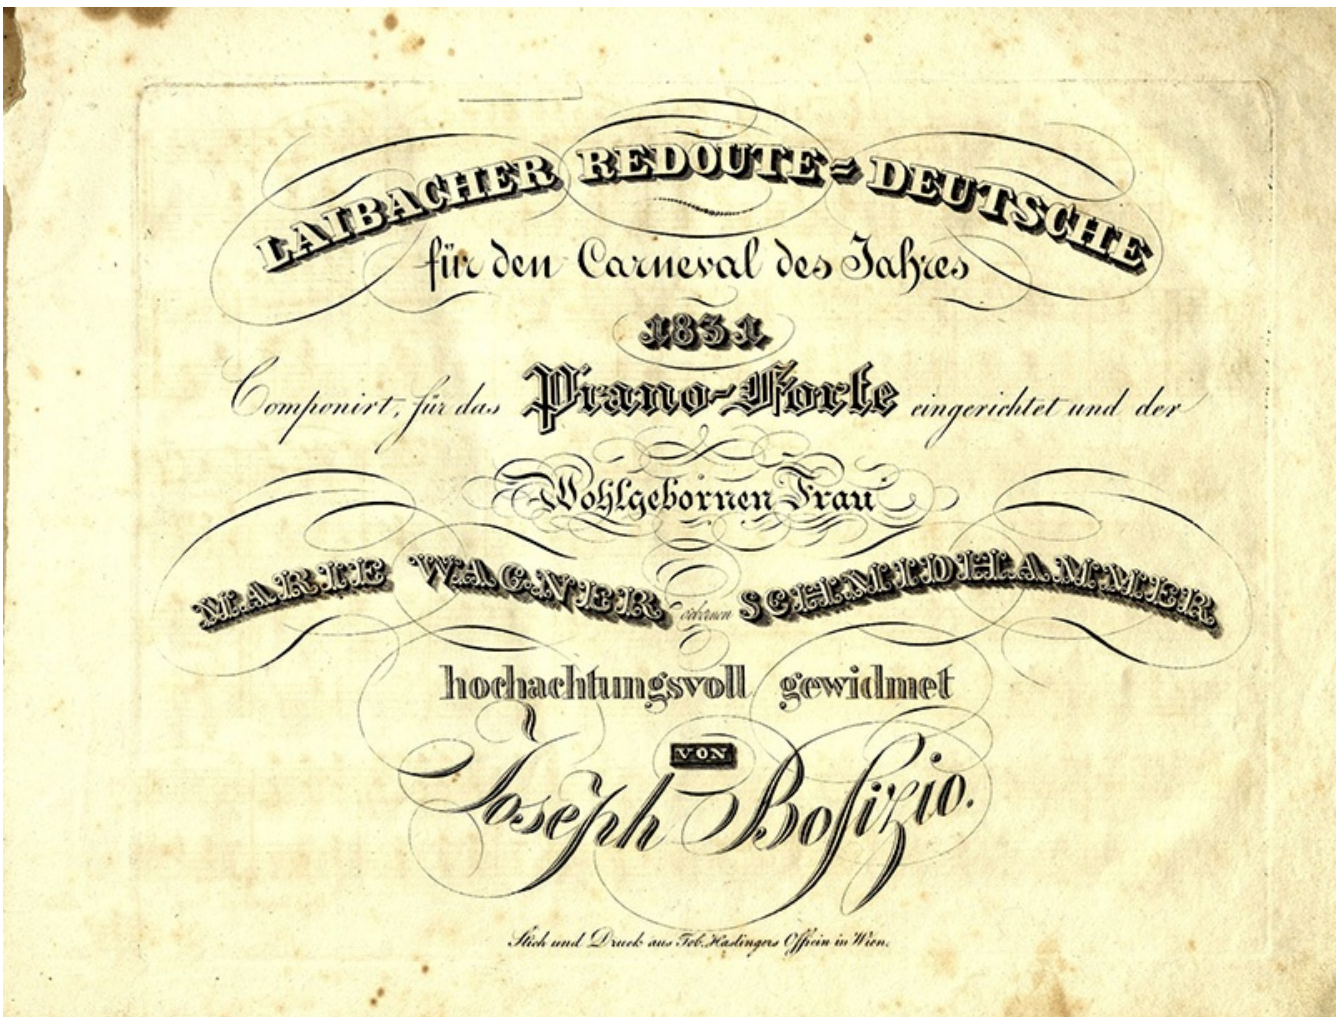 LAIBACHER REDOUTE=DEUTSCHE
für den Carneval des Jahres
1831
Componirt, für das Piano-Forte eingerichtet und der
Wohlgebornen Frau
MARIE WAGNER gebornen SCHMIDHAMMER
hochachtungsvoll gewidmet
VON
Joseph Bosizio.
Stich und Druck aus Tob. Haslingers Offizin in Wien.